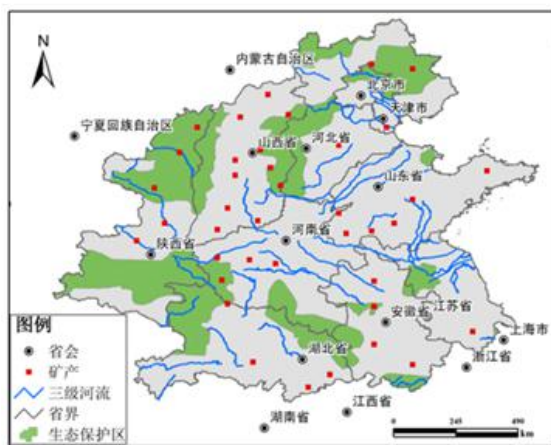 N
内蒙古自治区
北京市
天津市
宁夏回族自治区
山西省
河北省
山东省
陕西省
河南省
安徽省
江苏省
上海市
湖北省
浙江省
湖南省
江西省
图例
省会
矿产
三级河流
省界
生态保护区
0 245 490
km